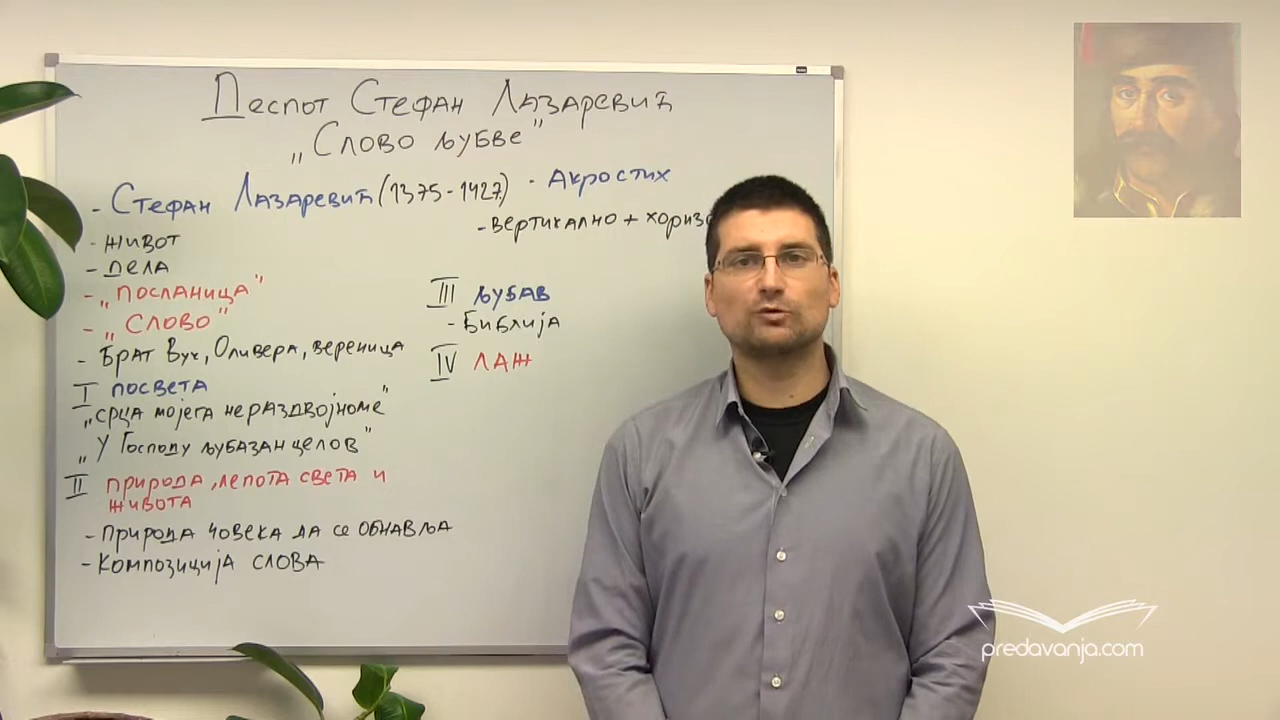 Деспот Стефан Лазаревић
„Слово љубве"
- Стефан Лазаревић (1375-1427.)
- живот
- дела
- „Посланица"
- „Слово"
- Брат Вук, Оливера, вереница
I посвета
„срца мојега нераздвојноме"
„У Господу љубазан целов"
II природа, лепота света и
живота
- природа човека да се обнавља
- композиција слова
· Акростих
- вертикално + хоризо
III љубав
- Библија
IV лаж
predavanja.com